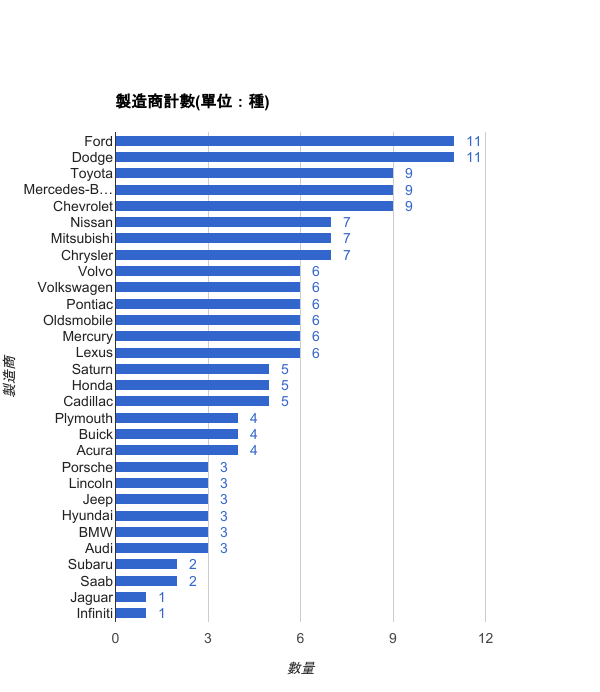 製造商計數(單位：種)
製造商
Ford 11
Dodge 11
Toyota 9
Mercedes-B… 9
Chevrolet 9
Nissan 7
Mitsubishi 7
Chrysler 7
Volvo 6
Volkswagen 6
Pontiac 6
Oldsmobile 6
Mercury 6
Lexus 6
Saturn 5
Honda 5
Cadillac 5
Plymouth 4
Buick 4
Acura 4
Porsche 3
Lincoln 3
Jeep 3
Hyundai 3
BMW 3
Audi 3
Subaru 2
Saab 2
Jaguar 1
Infiniti 1
0 3 6 9 12
數量